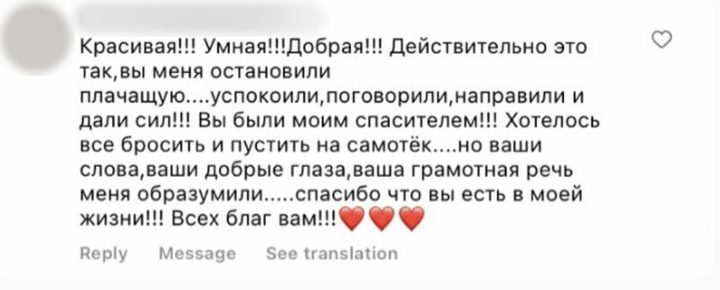 Красивая!!! Умная!!!Добрая!!! Действительно это
так,вы меня остановили
плачащую....успокоили,поговорили,направили и
дали сил!!! Вы были моим спасителем!!! Хотелось
все бросить и пустить на самотёк....но ваши
слова,ваши добрые глаза,ваша грамотная речь
меня образумили.....спасибо что вы есть в моей
жизни!!! Всех благ вам!!!❤️❤️❤️
Reply Message See translation